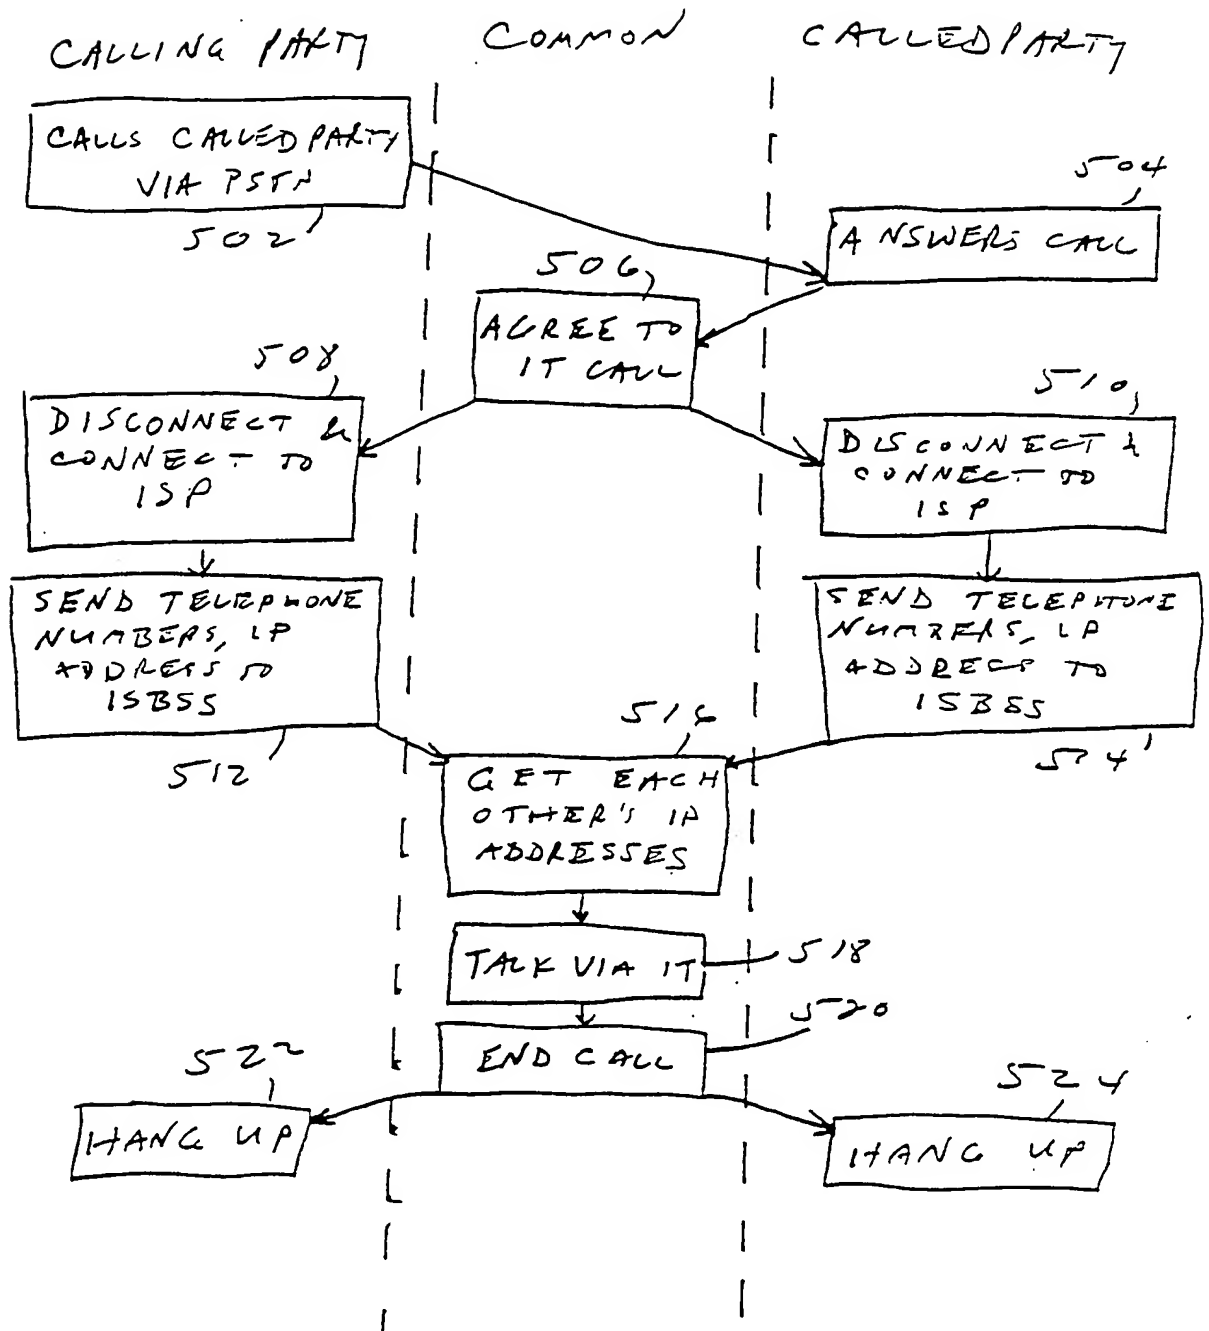 CALLING PARTY
COMMON
CALLED PARTY
CALLS CALLED PARTY
VIA PSTN
502
504
ANSWERS CALL
506
AGREE TO
IT CALL
508
DISCONNECT &
CONNECT TO
ISP
510
DISCONNECT &
CONNECT TO
ISP
SEND TELEPHONE
NUMBERS, IP
ADDRESS TO
ISBSS
512
SEND TELEPHONE
NUMBERS, IP
ADDRESS TO
ISBSS
514
516
GET EACH
OTHER'S IP
ADDRESSES
TALK VIA IT
518
END CALL
520
522
HANG UP
524
HANG UP